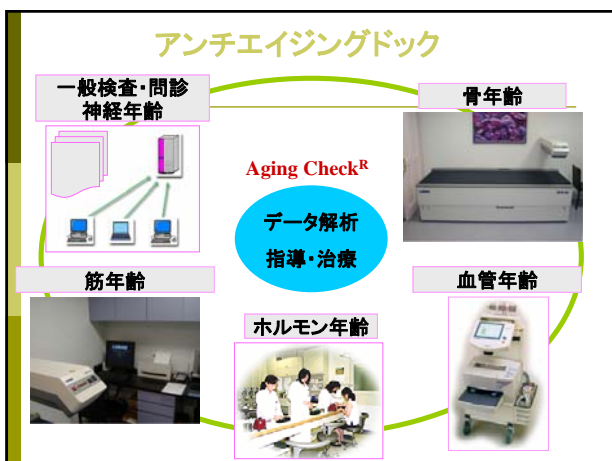 アンチエイジングドック
一般検査・問診
神経年齢
骨年齢
Aging Checkᴿ
データ解析
指導・治療
筋年齢
血管年齢
ホルモン年齢